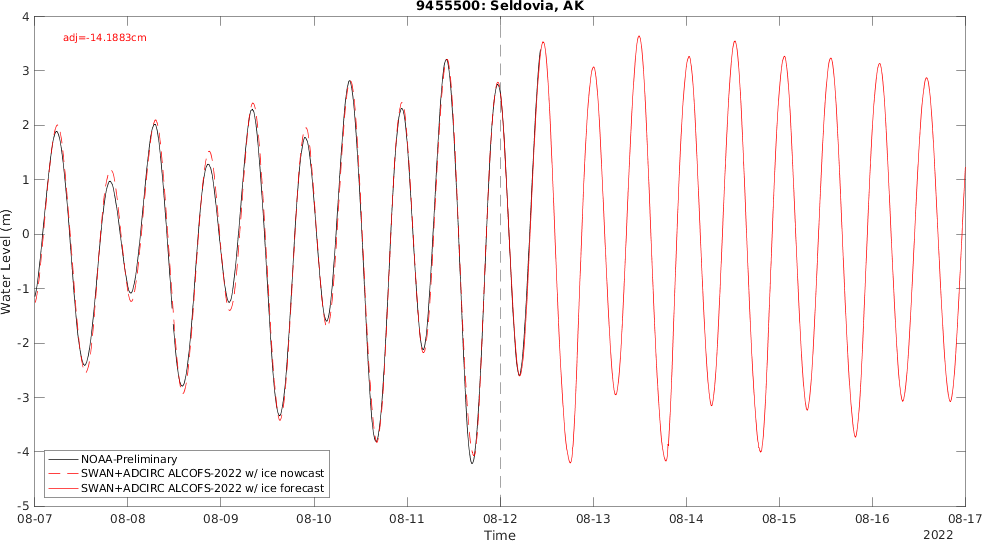 9455500: Seldovia, AK
adj=-14.1883cm
4
3
2
1
0
-1
-2
-3
-4
-5
Water Level (m)
NOAA-Preliminary
SWAN+ADCIRC ALCOFS-2022 w/ ice nowcast
SWAN+ADCIRC ALCOFS-2022 w/ ice forecast
08-07 08-08 08-09 08-10 08-11 08-12 08-13 08-14 08-15 08-16 08-17
Time
2022